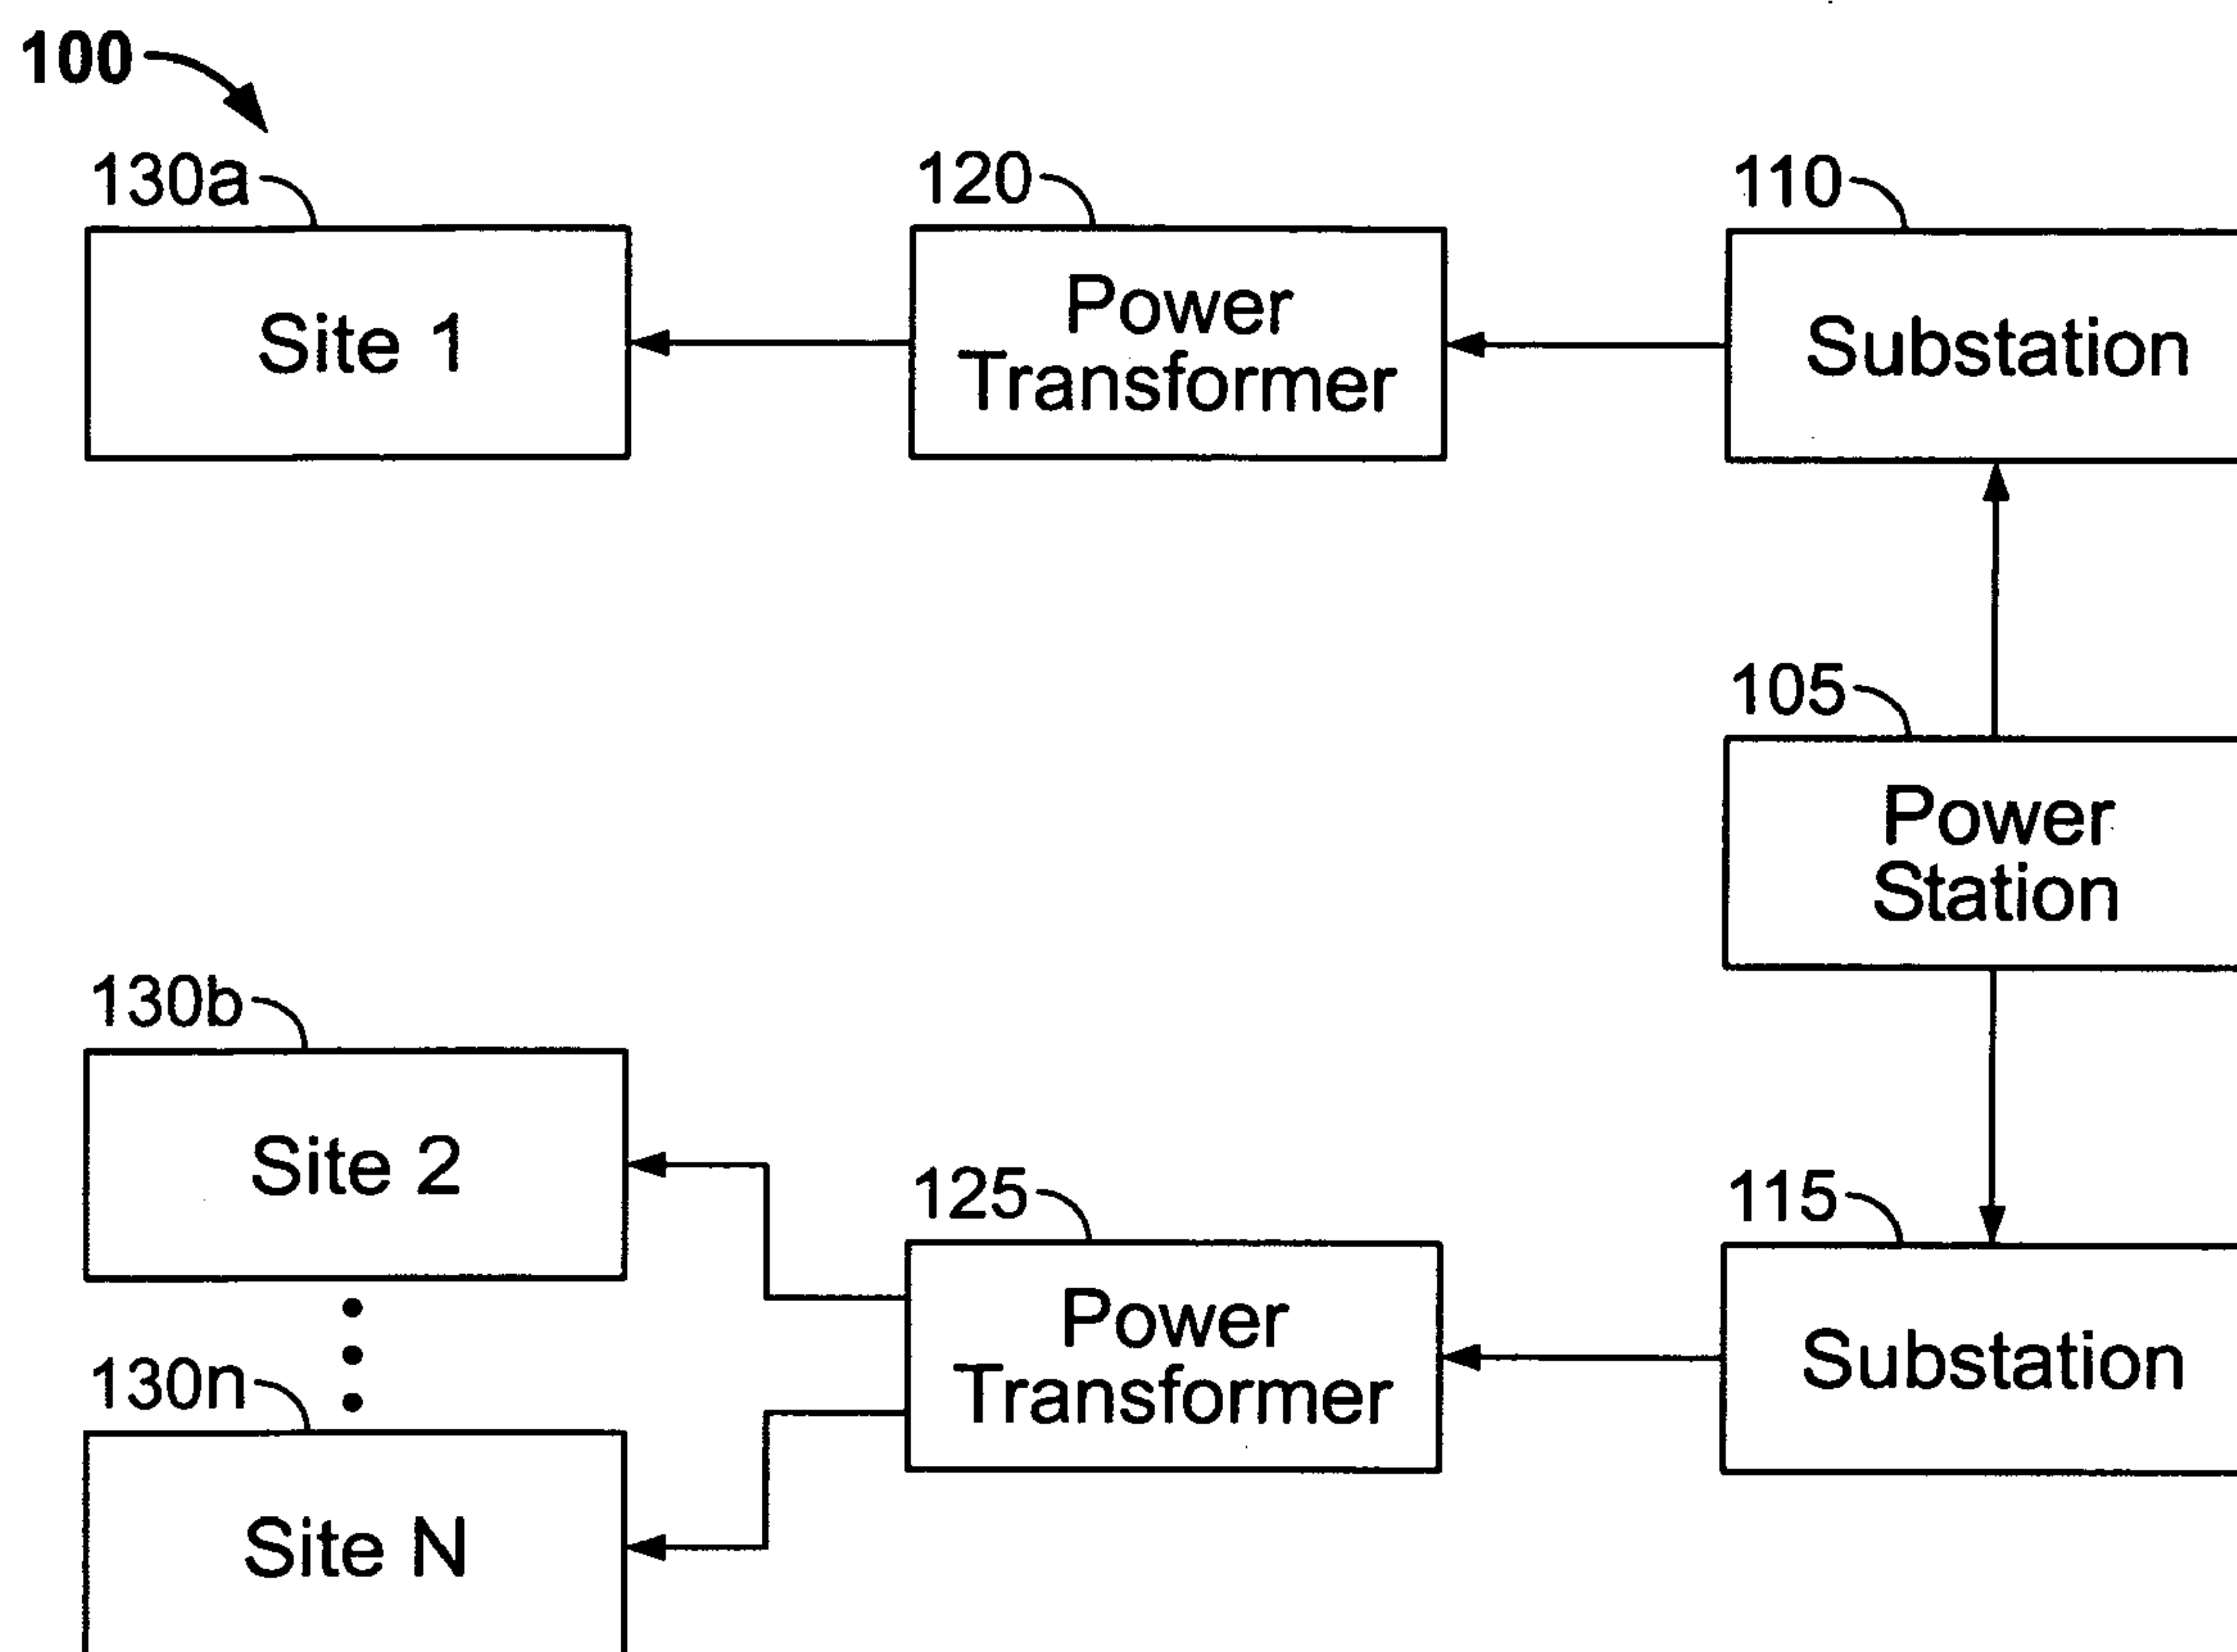 100
130a
120
110
Site 1
Power
Transformer
Substation
105
Power
Station
130b
Site 2
125
115
Power
Transformer
Substation
130n
Site N